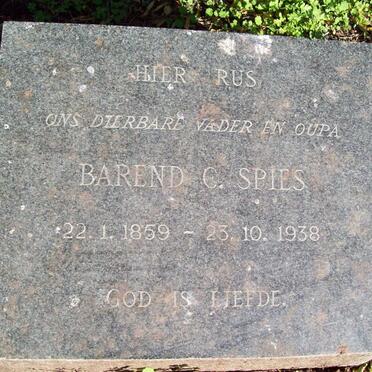 HIER RUS
ONS DIERBARE VADER EN OUPA
BAREND C. SPIES
22. 1. 1859 – 23. 10. 1938
GOD IS LIEFDE.